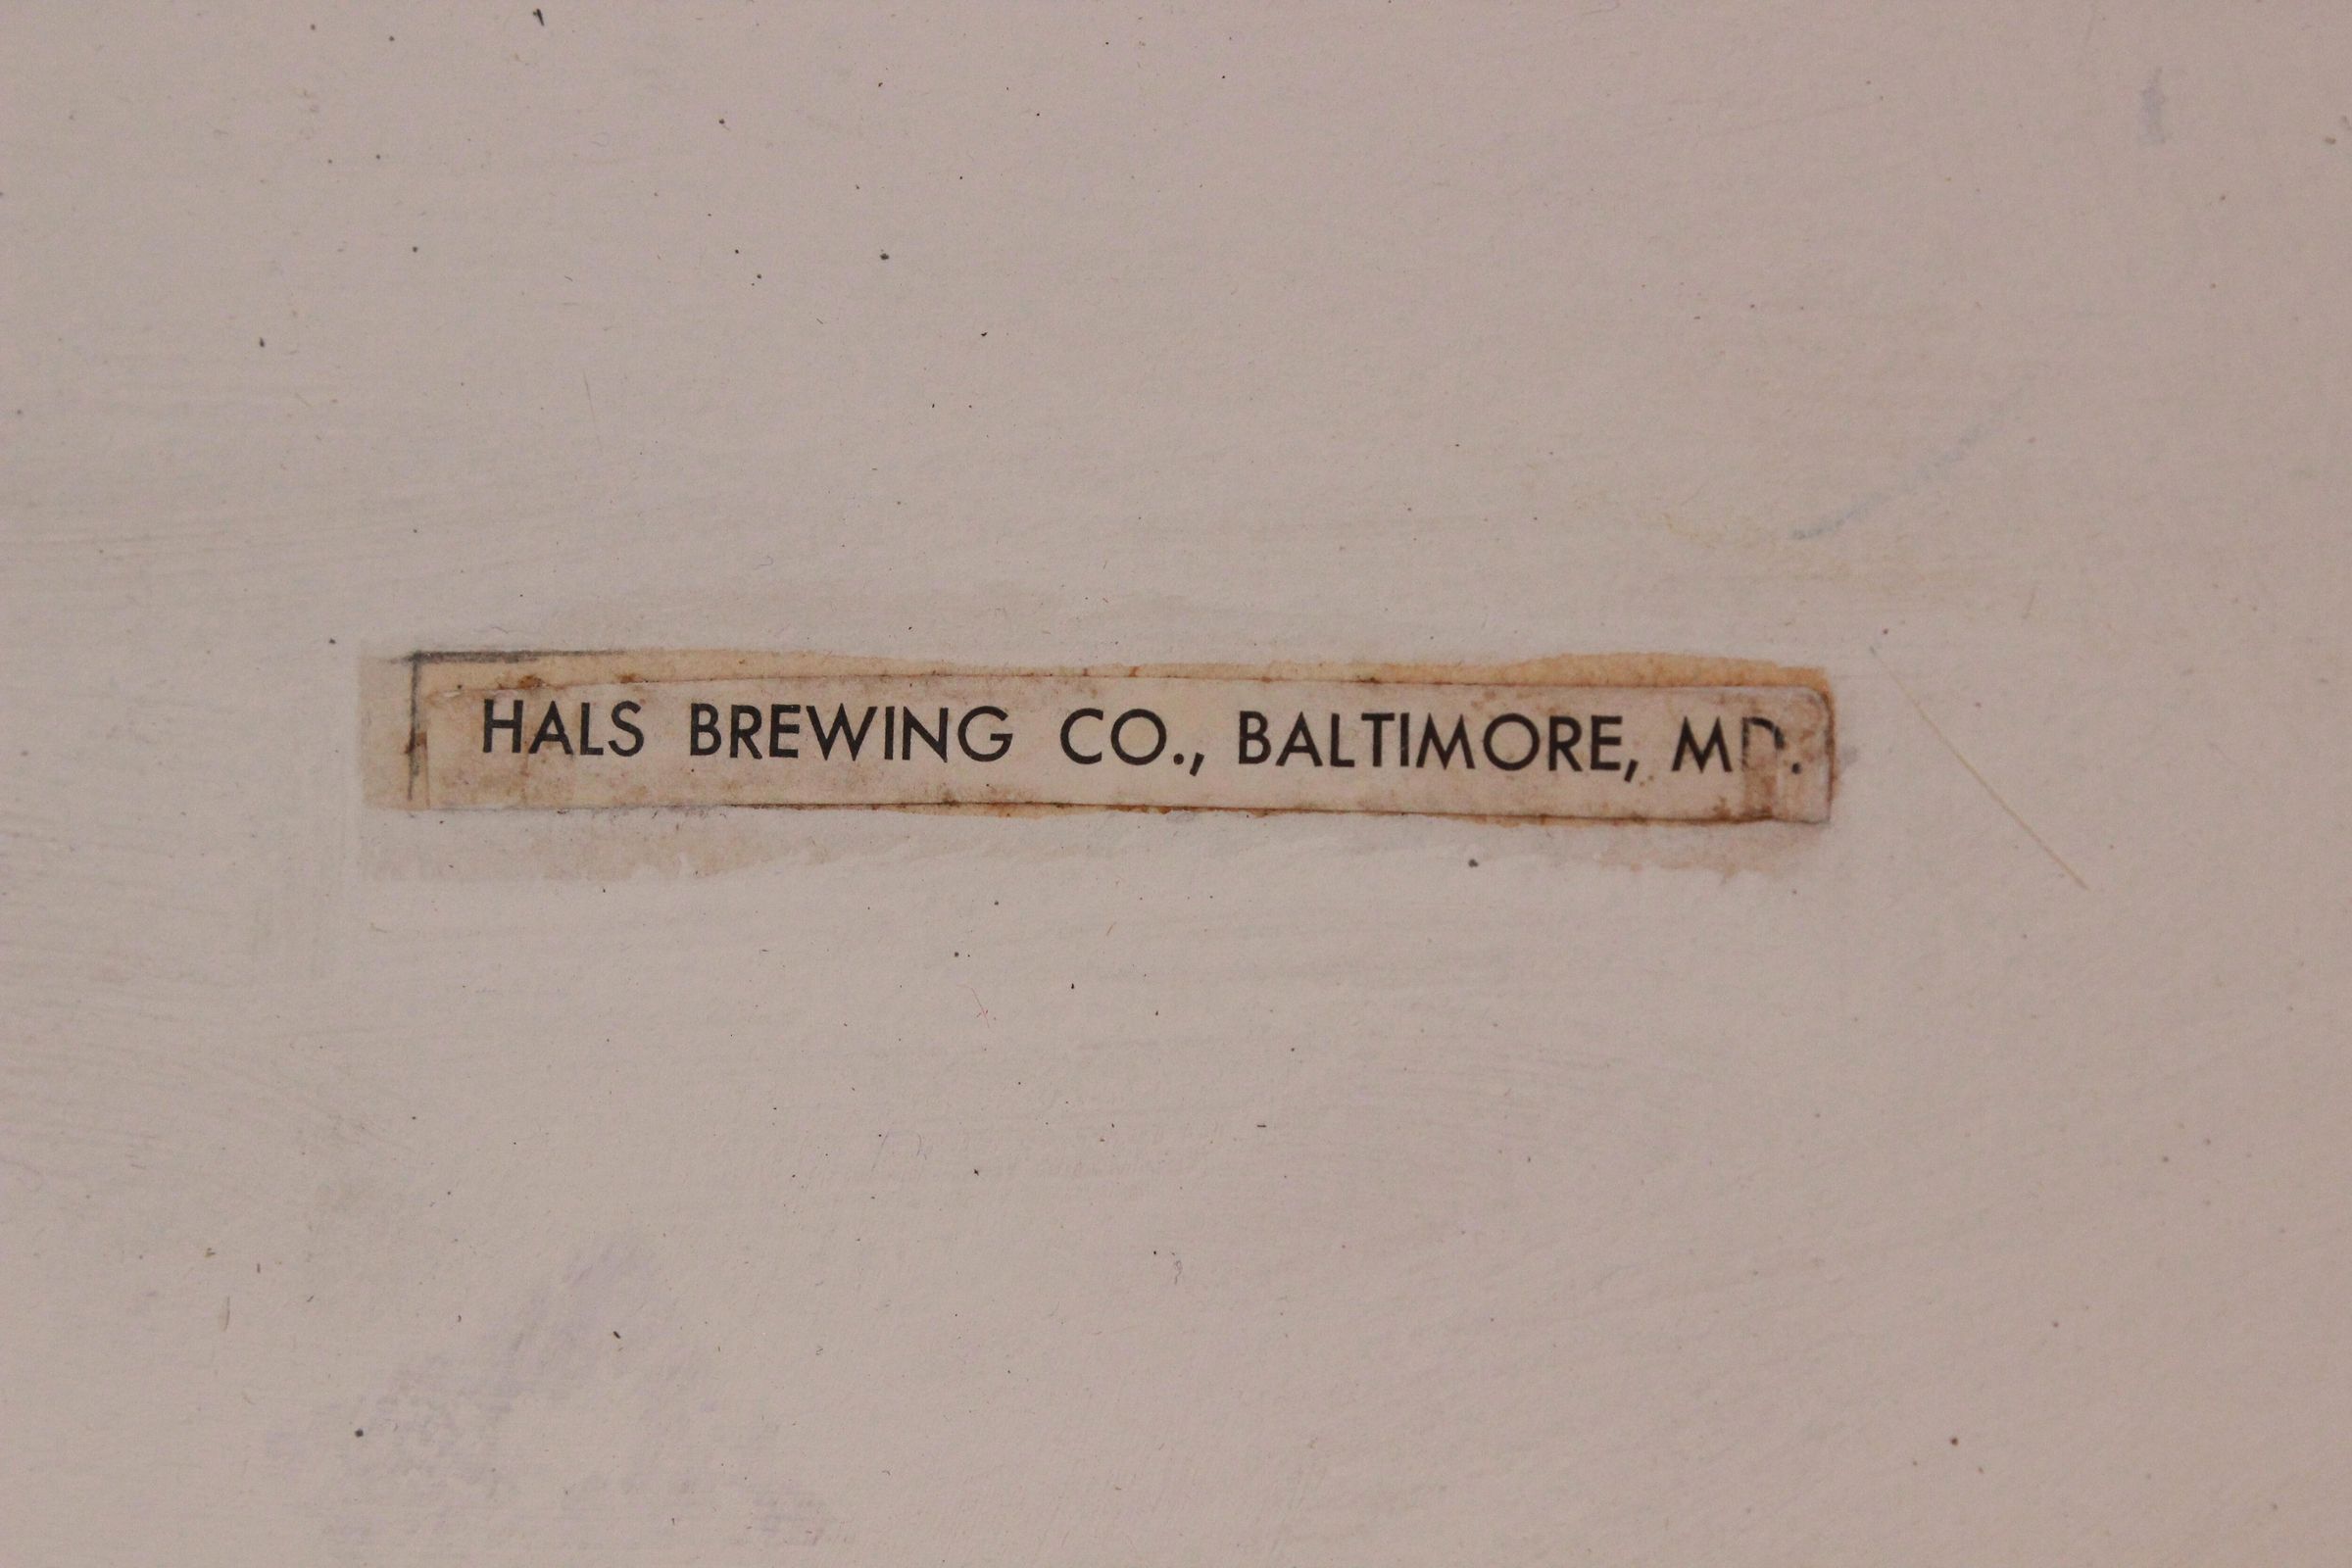 HALS BREWING CO., BALTIMORE, MD.